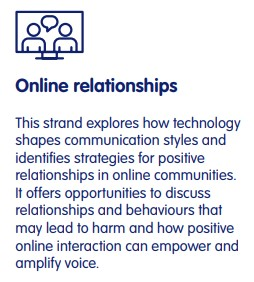 Online relationships
This strand explores how technology
shapes communication styles and
identifies strategies for positive
relationships in online communities.
It offers opportunities to discuss
relationships and behaviours that
may lead to harm and how positive
online interaction can empower and
amplify voice.